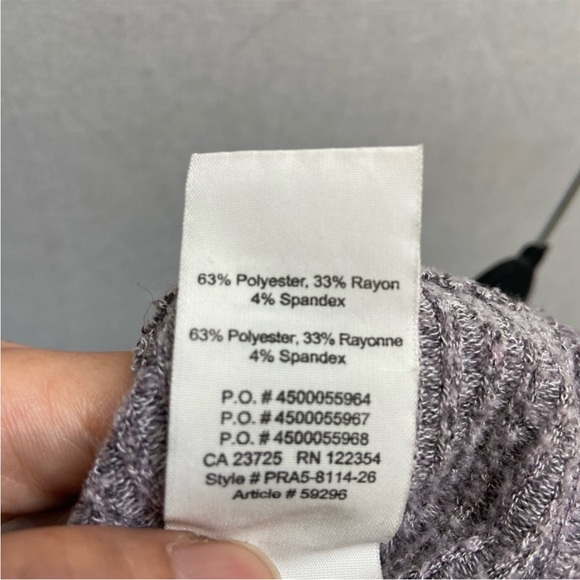 63% Polyester, 33% Rayon
4% Spandex
63% Polyester, 33% Rayonne
4% Spandex
P.O. # 4500055964
P.O. # 4500055967
P.O. # 4500055968
CA 23725 RN 122354
Style # PRA5-8114-26
Article # 59296